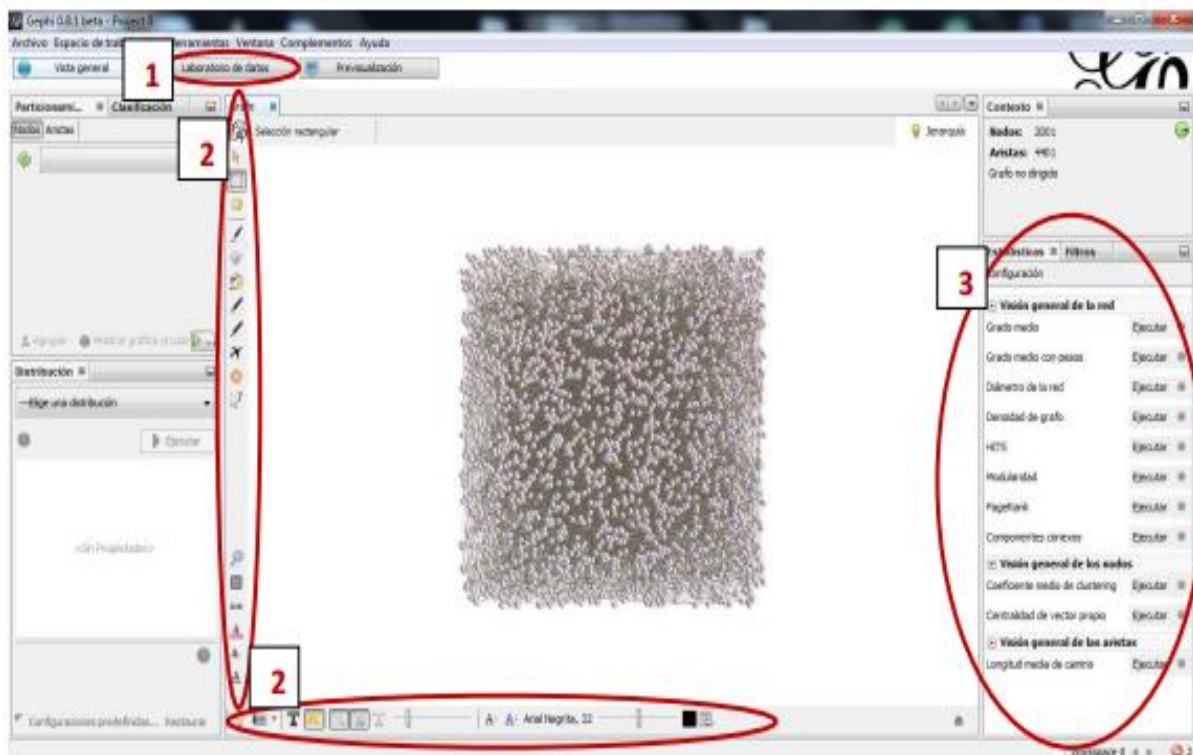 Gephi 0.8.1 beta - Project 0
Archivo Espacio de Ventana Complementos Ayuda
1
Vista general
Laboratorio de datos
Previsualización
Clasificación
Nodos Aristas
2
Selección rectangular
Jerarquía
Contexto
Nodos: 2001
Aristas: 4401
Grafo no dirigido
Distribución
---Elige una distribución
Ejecutar
<Sin Propiedades>
Configuraciones predefinidas... Restaurar
2
Arial Negrita, 32
3
Estadísticas Filtros
Configuración
Visión general de la red
Grado medio Ejecutar
Grado medio con pesos Ejecutar
Diámetro de la red Ejecutar
Densidad de grafo Ejecutar
HITS Ejecutar
Modularidad Ejecutar
PageRank Ejecutar
Componentes conexos Ejecutar
Visión general de los nodos
Coeficiente medio de clustering Ejecutar
Centralidad de vector propio Ejecutar
Visión general de las aristas
Longitud media de camino Ejecutar
Workspace 0